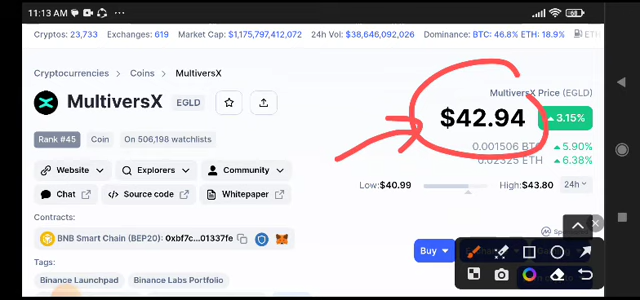 11:13 AM
68
Cryptos: 23,733 Exchanges: 619 Market Cap: $1,175,797,412,072 24h Vol: $38,646,092,026 Dominance: BTC: 46.8% ETH: 18.9% ET
Cryptocurrencies > Coins > MultiversX
MultiversX EGLD
MultiversX Price (EGLD)
$42.94 3.15%
Rank #45 Coin On 506,198 watchlists
0.001506 BTC 5.90%
0.02325 ETH 6.38%
Website Explorers Community
Low: $40.99 High: $43.80 24h
Chat Source code Whitepaper
Contracts:
BNB Smart Chain (BEP20): 0xbf7c...01337fe
Buy
Tags:
Binance Launchpad Binance Labs Portfolio